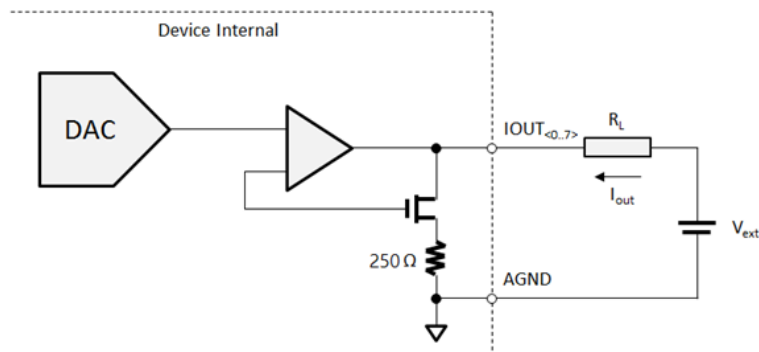 Device Internal
DAC
IOUT<0..7>
RL
Iout
Vext
250 Ω
AGND